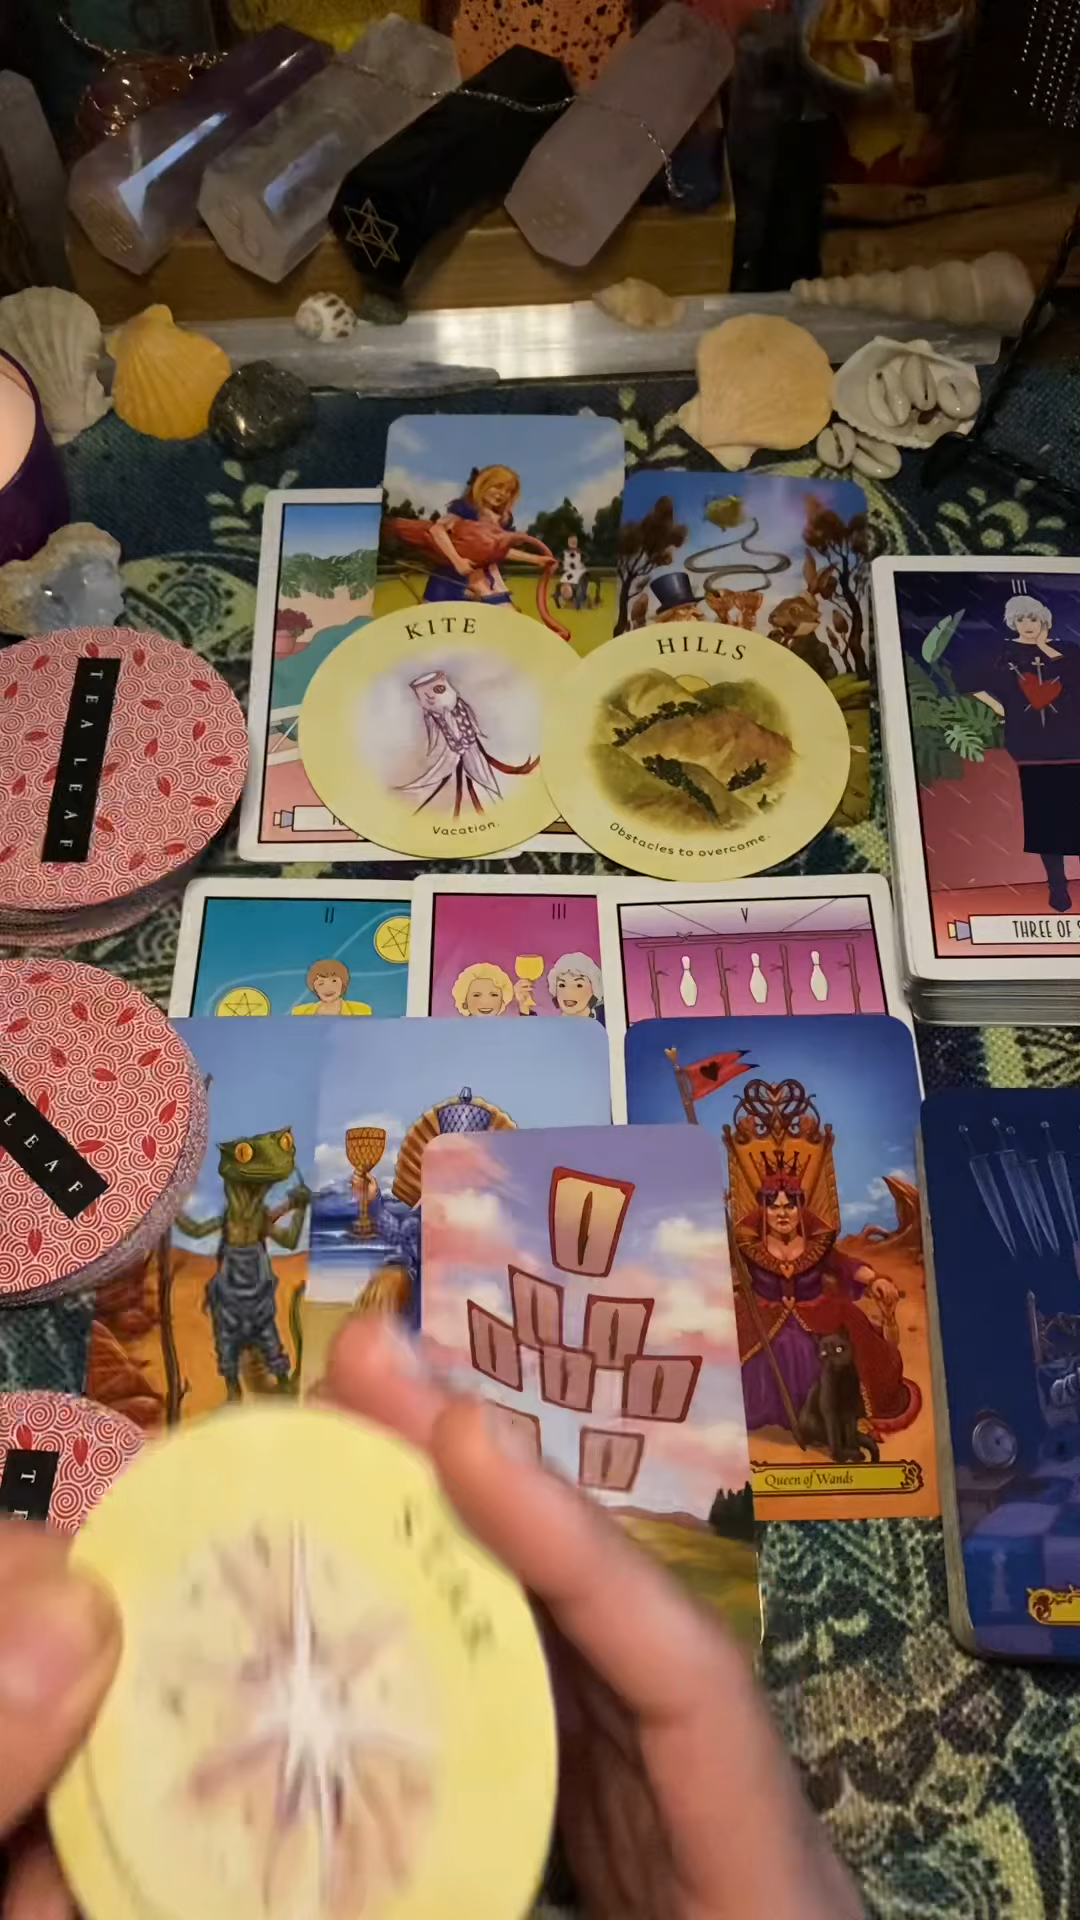 III
KITE
HILLS
TEA LEAF
Vacation.
Obstacles to overcome.
THREE OF S
II
III
V
LEAF
Queen of Wands